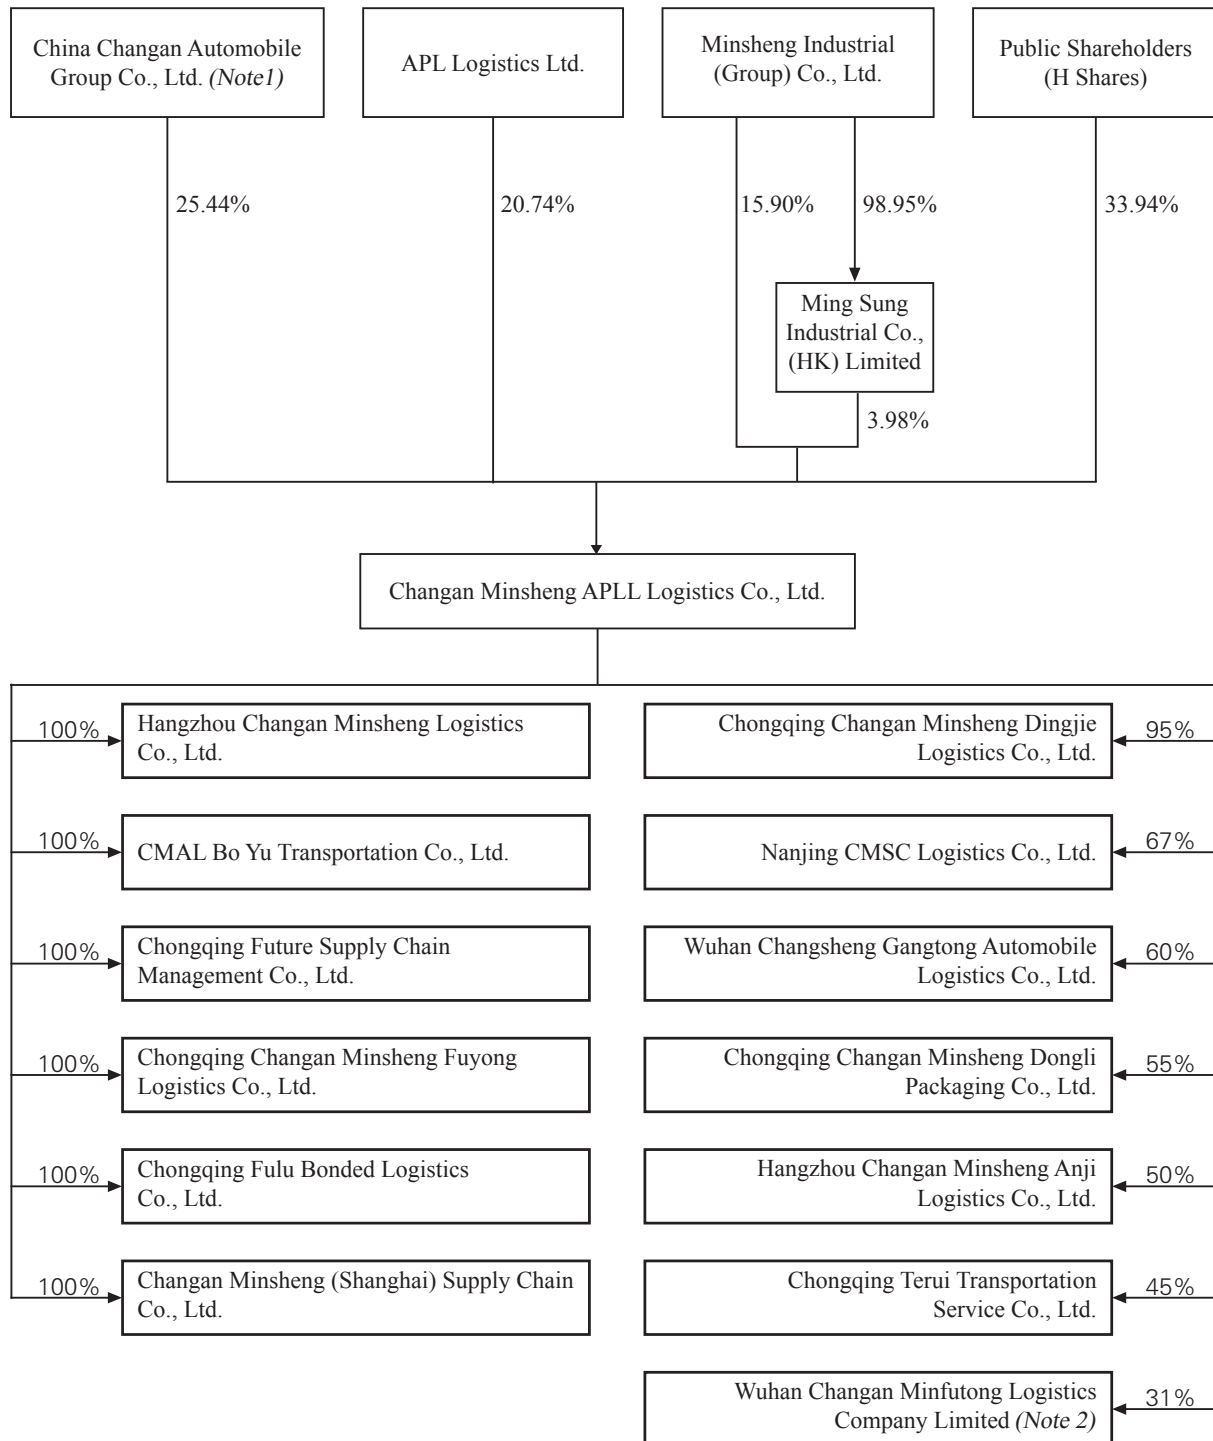 China Changan Automobile
Group Co., Ltd. (Note1)
APL Logistics Ltd.
Minsheng Industrial
(Group) Co., Ltd.
Public Shareholders
(H Shares)
25.44%
20.74%
15.90%
98.95%
33.94%
Ming Sung
Industrial Co.,
(HK) Limited
3.98%
Changan Minsheng APLL Logistics Co., Ltd.
100%
Hangzhou Changan Minsheng Logistics
Co., Ltd.
Chongqing Changan Minsheng Dingjie
Logistics Co., Ltd.
95%
100%
CMAL Bo Yu Transportation Co., Ltd.
Nanjing CMSC Logistics Co., Ltd.
67%
100%
Chongqing Future Supply Chain
Management Co., Ltd.
Wuhan Changsheng Gangtong Automobile
Logistics Co., Ltd.
60%
100%
Chongqing Changan Minsheng Fuyong
Logistics Co., Ltd.
Chongqing Changan Minsheng Dongli
Packaging Co., Ltd.
55%
100%
Chongqing Fulu Bonded Logistics
Co., Ltd.
Hangzhou Changan Minsheng Anji
Logistics Co., Ltd.
50%
100%
Changan Minsheng (Shanghai) Supply Chain
Co., Ltd.
Chongqing Terui Transportation
Service Co., Ltd.
45%
Wuhan Changan Minfutong Logistics
Company Limited (Note 2)
31%